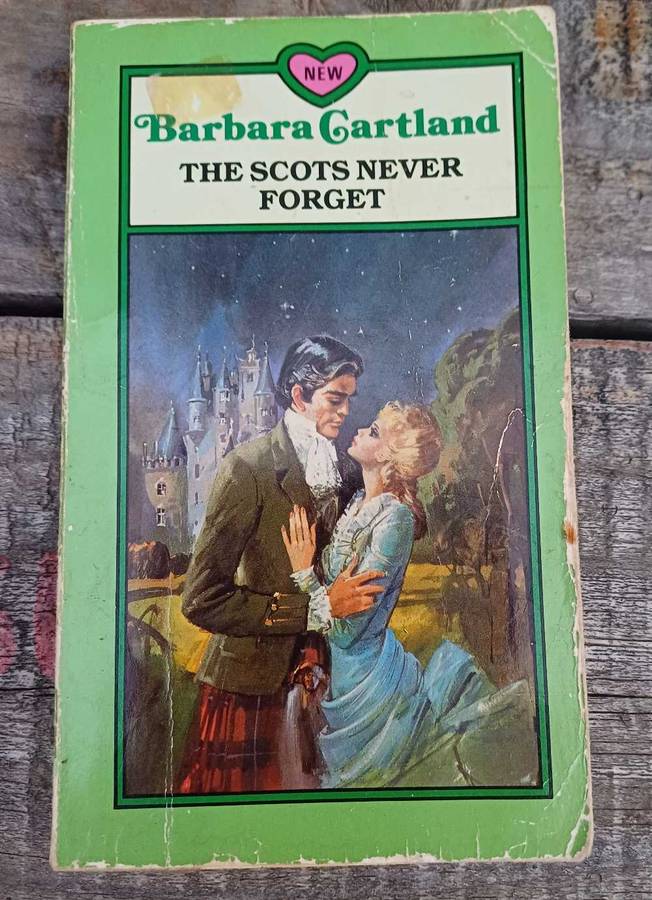 NEW
Barbara Cartland
THE SCOTS NEVER
FORGET